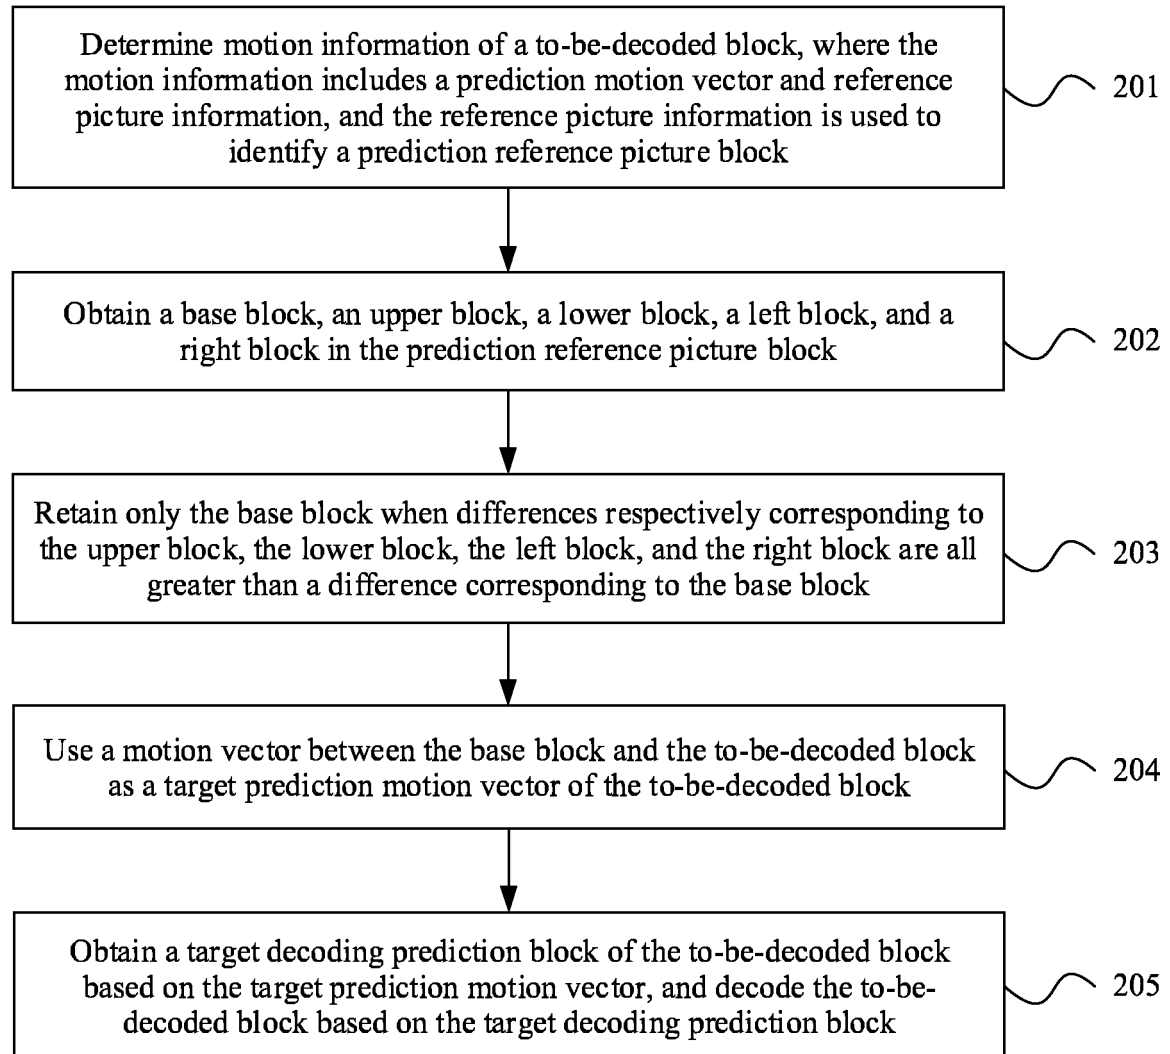 Determine motion information of a to-be-decoded block, where the
motion information includes a prediction motion vector and reference
picture information, and the reference picture information is used to
identify a prediction reference picture block
201
Obtain a base block, an upper block, a lower block, a left block, and a
right block in the prediction reference picture block
202
Retain only the base block when differences respectively corresponding to
the upper block, the lower block, the left block, and the right block are all
greater than a difference corresponding to the base block
203
Use a motion vector between the base block and the to-be-decoded block
as a target prediction motion vector of the to-be-decoded block
204
Obtain a target decoding prediction block of the to-be-decoded block
based on the target prediction motion vector, and decode the to-be-
decoded block based on the target decoding prediction block
205